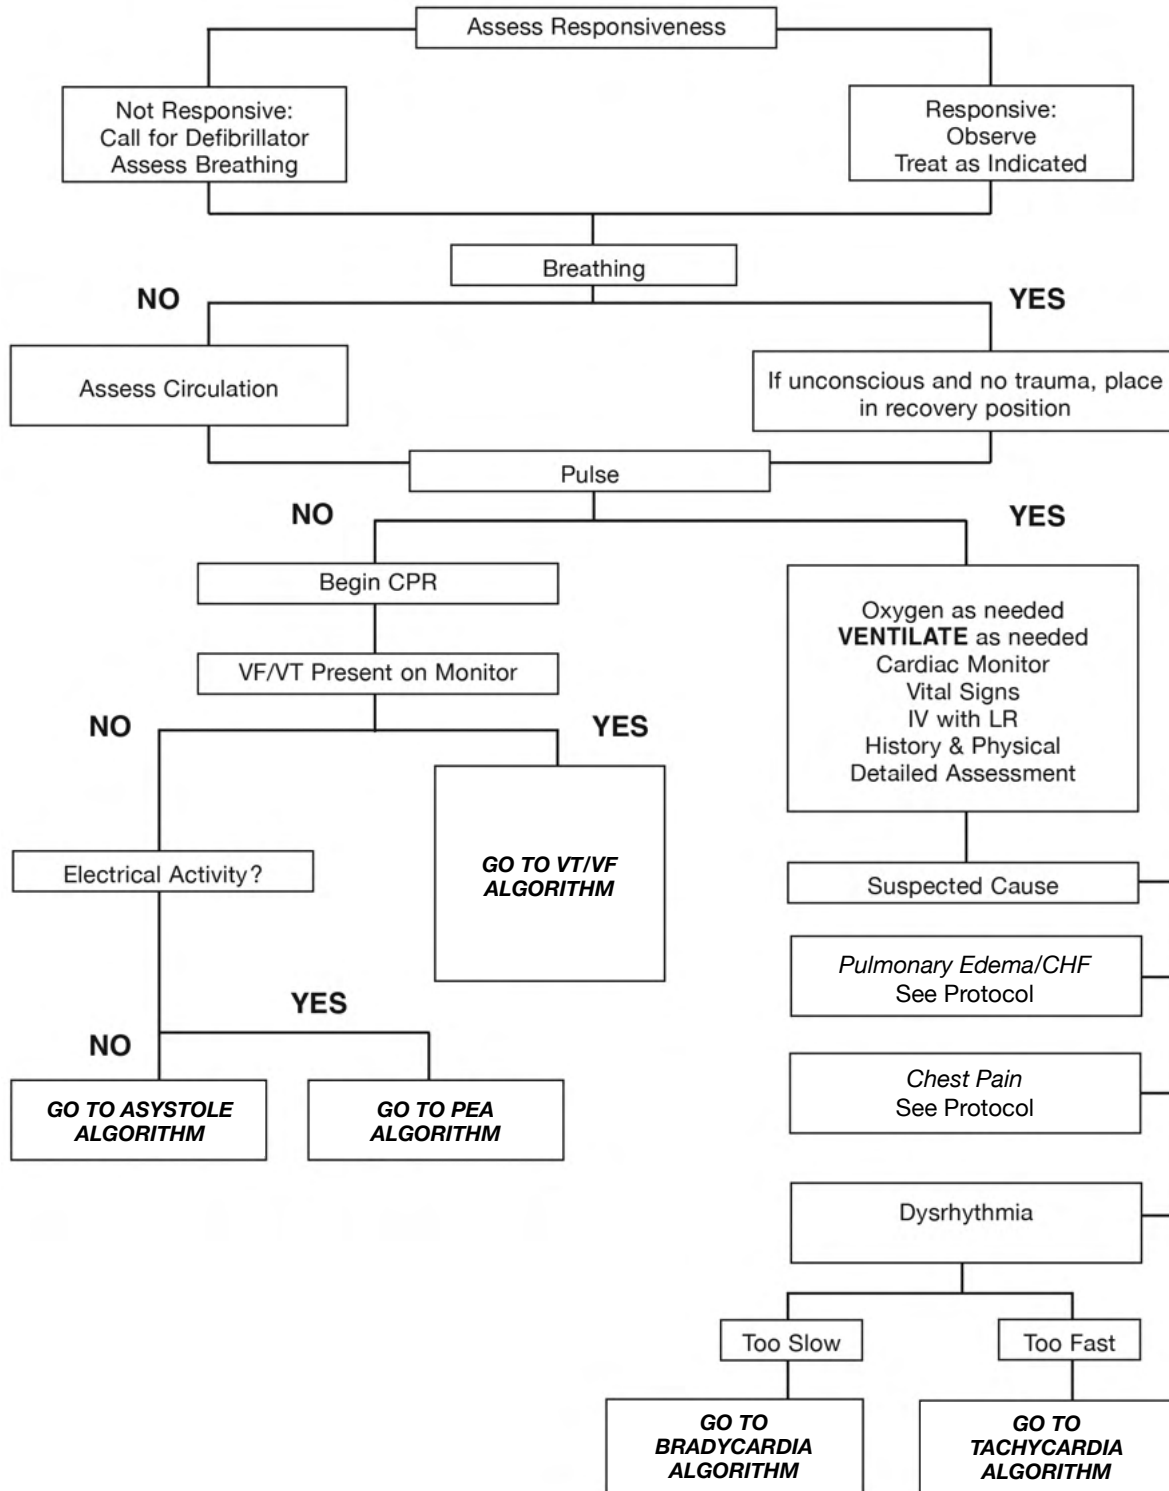 Assess Responsiveness
Not Responsive:
Call for Defibrillator
Assess Breathing
Responsive:
Observe
Treat as Indicated
Breathing
NO
YES
Assess Circulation
If unconscious and no trauma, place
in recovery position
Pulse
NO
YES
Begin CPR
VF/VT Present on Monitor
Oxygen as needed
VENTILATE as needed
Cardiac Monitor
Vital Signs
IV with LR
History & Physical
Detailed Assessment
NO
YES
Electrical Activity?
GO TO VT/VF
ALGORITHM
Suspected Cause
Pulmonary Edema/CHF
See Protocol
YES
NO
GO TO ASYSTOLE
ALGORITHM
GO TO PEA
ALGORITHM
Chest Pain
See Protocol
Dysrhythmia
Too Slow
Too Fast
GO TO
BRADYCARDIA
ALGORITHM
GO TO
TACHYCARDIA
ALGORITHM